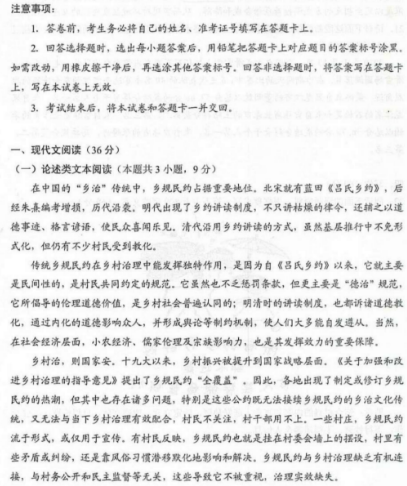 注意事项：
1. 答卷前，考生务必将自己的姓名、准考证号填写在答题卡上。
2. 回答选择题时，选出每小题答案后，用铅笔把答题卡上对应题目的答案标号涂黑。
如需改动，用橡皮擦干净后，再选涂其他答案标号。回答非选择题时，将答案写在答题卡
上，写在本试卷上无效。
3. 考试结束后，将本试卷和答题卡一并交回。
一、现代文阅读（36分）
（一）论述类文本阅读（本题共3小题，9分）
在中国的“乡治”传统中，乡规民约占据重要地位。北宋就有蓝田《吕氏乡约》，后
经朱熹编考增损，历代沿袭。明代出现了乡约讲读制度，不只讲枯燥的律令，还辅之以道
德事迹、格言谚语，使民众喜闻乐见。清代沿用乡约讲读的方式，虽然基层推行中不免形
式化，但仍有不少村民受到教化。
传统乡规民约在乡村治理中能发挥独特作用，是因为自《吕氏乡约》以来，它就主要
是民间性的，是村民共同约定的规范。它虽然也不乏惩罚条款，但更主要是“德治”规范，
它所倡导的伦理道德价值，是乡村社会普遍认同的；明清时的讲读制度，也都诉诸道德教
化，通过内化的道德影响众人，并形成舆论等制约机制，使人们大多能自发遵从。当然，
在社会经济层面，小农经济、儒家伦理及宗族影响力，也是其发挥效力的重要保障。
乡村治，则国家安。十九大以来，乡村振兴被提升到国家战略层面，《关于加强和改
进乡村治理的指导意见》提出了乡规民约“全覆盖”。因此，各地出现了制定或修订乡规
民约的热潮，但其中也存在诸多问题，特别是这些公约既无法接续乡规民约的乡治文化传
统，又无法与当下乡村治理有效配合，村民不关注，村干部用不上。一些村庄，乡规民约
流于形式，或仅用于宣传。有村民反映，乡规民约也就是挂在村委会墙上的摆设，村里有
些矛盾或纠纷，还是靠风俗习惯潜移默化地影响和解决。乡规民约与乡村治理缺乏有机连
接，与村务公开和民主监督等无关，这些导致它不被重视，治理实效缺失。